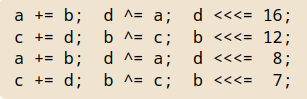 a += b;  d ^= a;  d <<<= 16;
c += d;  b ^= c;  b <<<= 12;
a += b;  d ^= a;  d <<<=  8;
c += d;  b ^= c;  b <<<=  7;